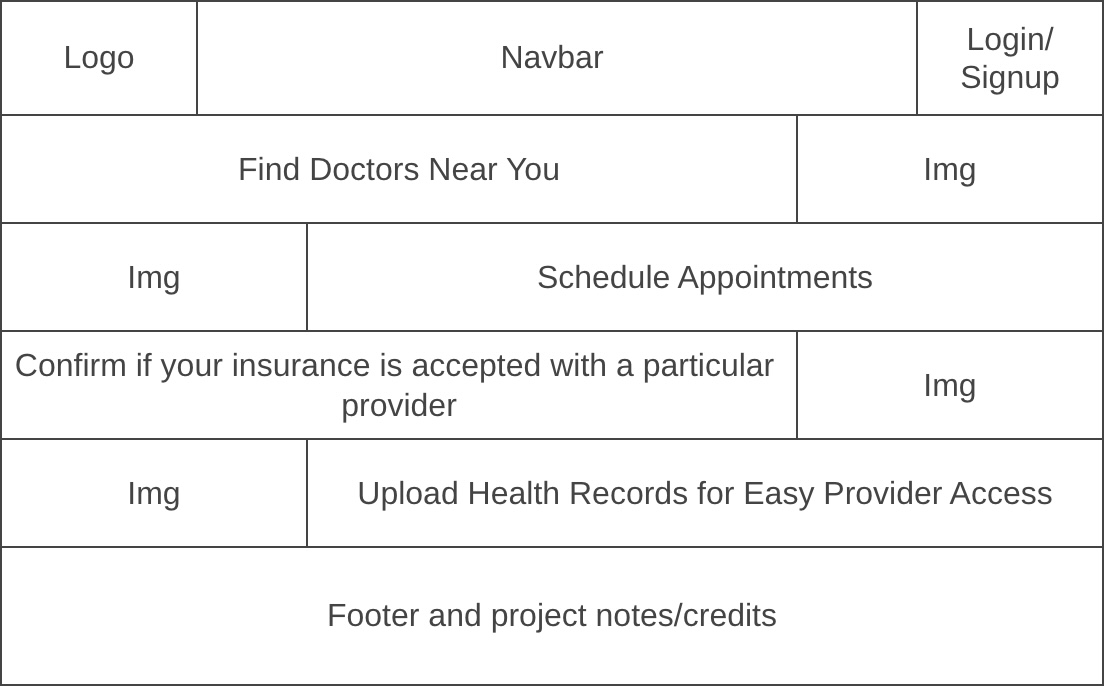 Logo
Navbar
Login/
Signup
Find Doctors Near You
Img
Img
Schedule Appointments
Confirm if your insurance is accepted with a particular
provider
Img
Img
Upload Health Records for Easy Provider Access
Footer and project notes/credits